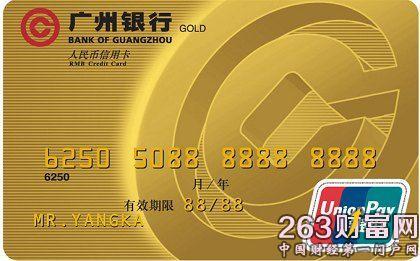 广州银行 GOLD
BANK OF GUANGZHOU
人民币信用卡
RMB Credit Card
6250 5088 8888 8888
6250
月／年
有效期限 88/88
MR.YANGKA
UnionPay
263财富网
中国财经第一门户网